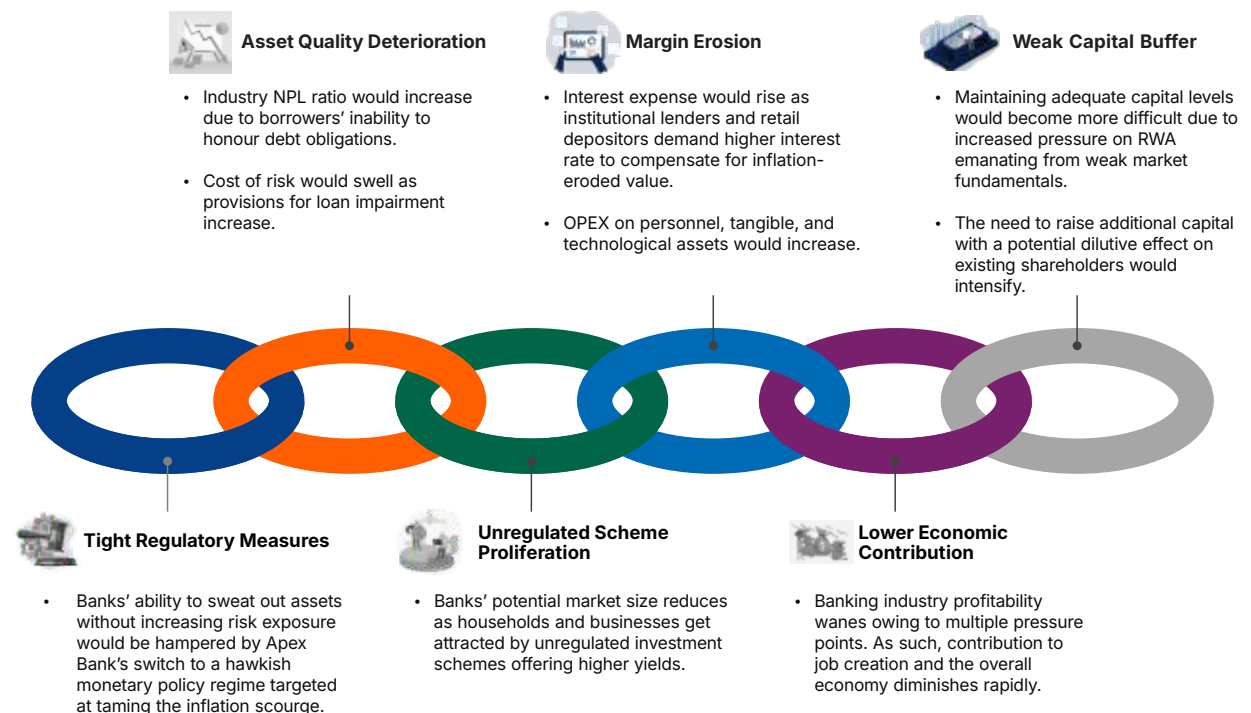 Asset Quality Deterioration
• Industry NPL ratio would increase
due to borrowers’ inability to
honour debt obligations.
• Cost of risk would swell as
provisions for loan impairment
increase.
Margin Erosion
• Interest expense would rise as
institutional lenders and retail
depositors demand higher interest
rate to compensate for inflation-
eroded value.
• OPEX on personnel, tangible, and
technological assets would increase.
Weak Capital Buffer
• Maintaining adequate capital levels
would become more difficult due to
increased pressure on RWA
emanating from weak market
fundamentals.
• The need to raise additional capital
with a potential dilutive effect on
existing shareholders would
intensify.
Tight Regulatory Measures
• Banks’ ability to sweat out assets
without increasing risk exposure
would be hampered by Apex
Bank’s switch to a hawkish
monetary policy regime targeted
at taming the inflation scourge.
Unregulated Scheme
Proliferation
• Banks’ potential market size reduces
as households and businesses get
attracted by unregulated investment
schemes offering higher yields.
Lower Economic
Contribution
• Banking industry profitability
wanes owing to multiple pressure
points. As such, contribution to
job creation and the overall
economy diminishes rapidly.